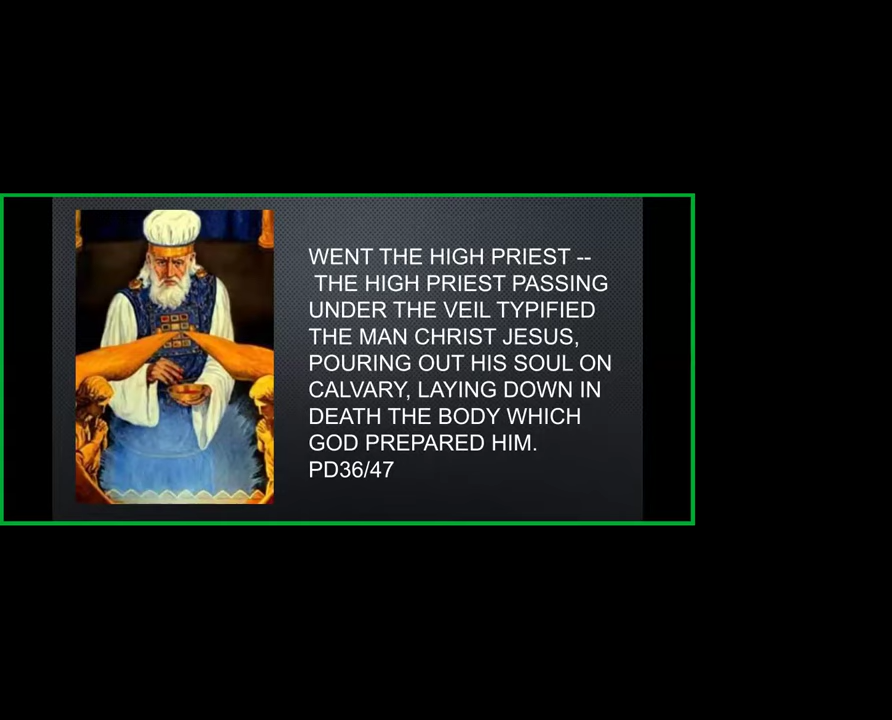 WENT THE HIGH PRIEST --
THE HIGH PRIEST PASSING
UNDER THE VEIL TYPIFIED
THE MAN CHRIST JESUS,
POURING OUT HIS SOUL ON
CALVARY, LAYING DOWN IN
DEATH THE BODY WHICH
GOD PREPARED HIM.
PD36/47